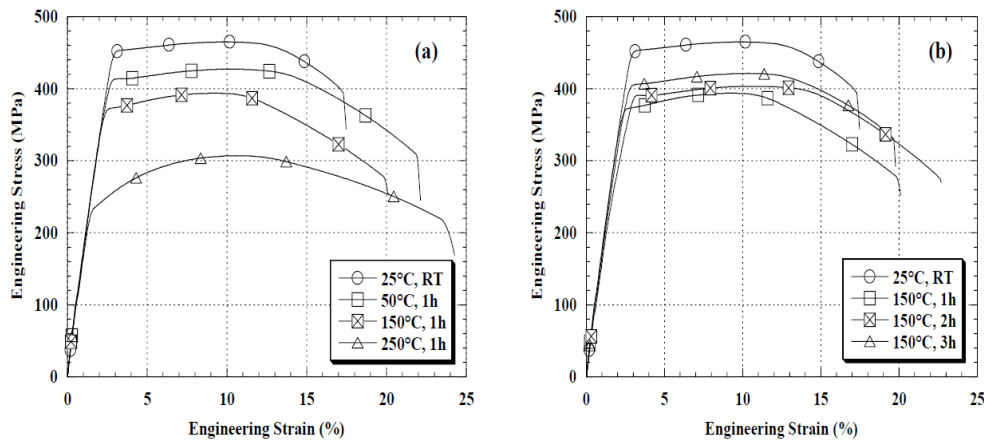 500
400
300
200
100
0
Engineering Stress (MPa)
(a)
25°C, RT
50°C, 1h
150°C, 1h
250°C, 1h
0 5 10 15 20 25
Engineering Strain (%)
500
400
300
200
100
0
Engineering Stress (MPa)
(b)
25°C, RT
150°C, 1h
150°C, 2h
150°C, 3h
0 5 10 15 20 25
Engineering Strain (%)